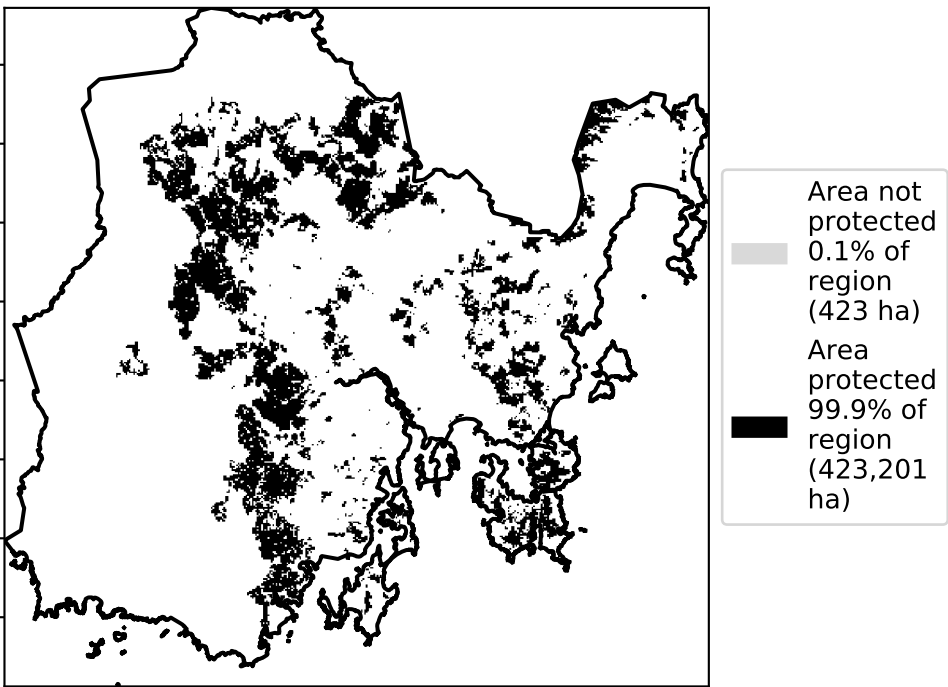 Area not
protected
0.1% of
region
(423 ha)
Area
protected
99.9% of
region
(423,201
ha)